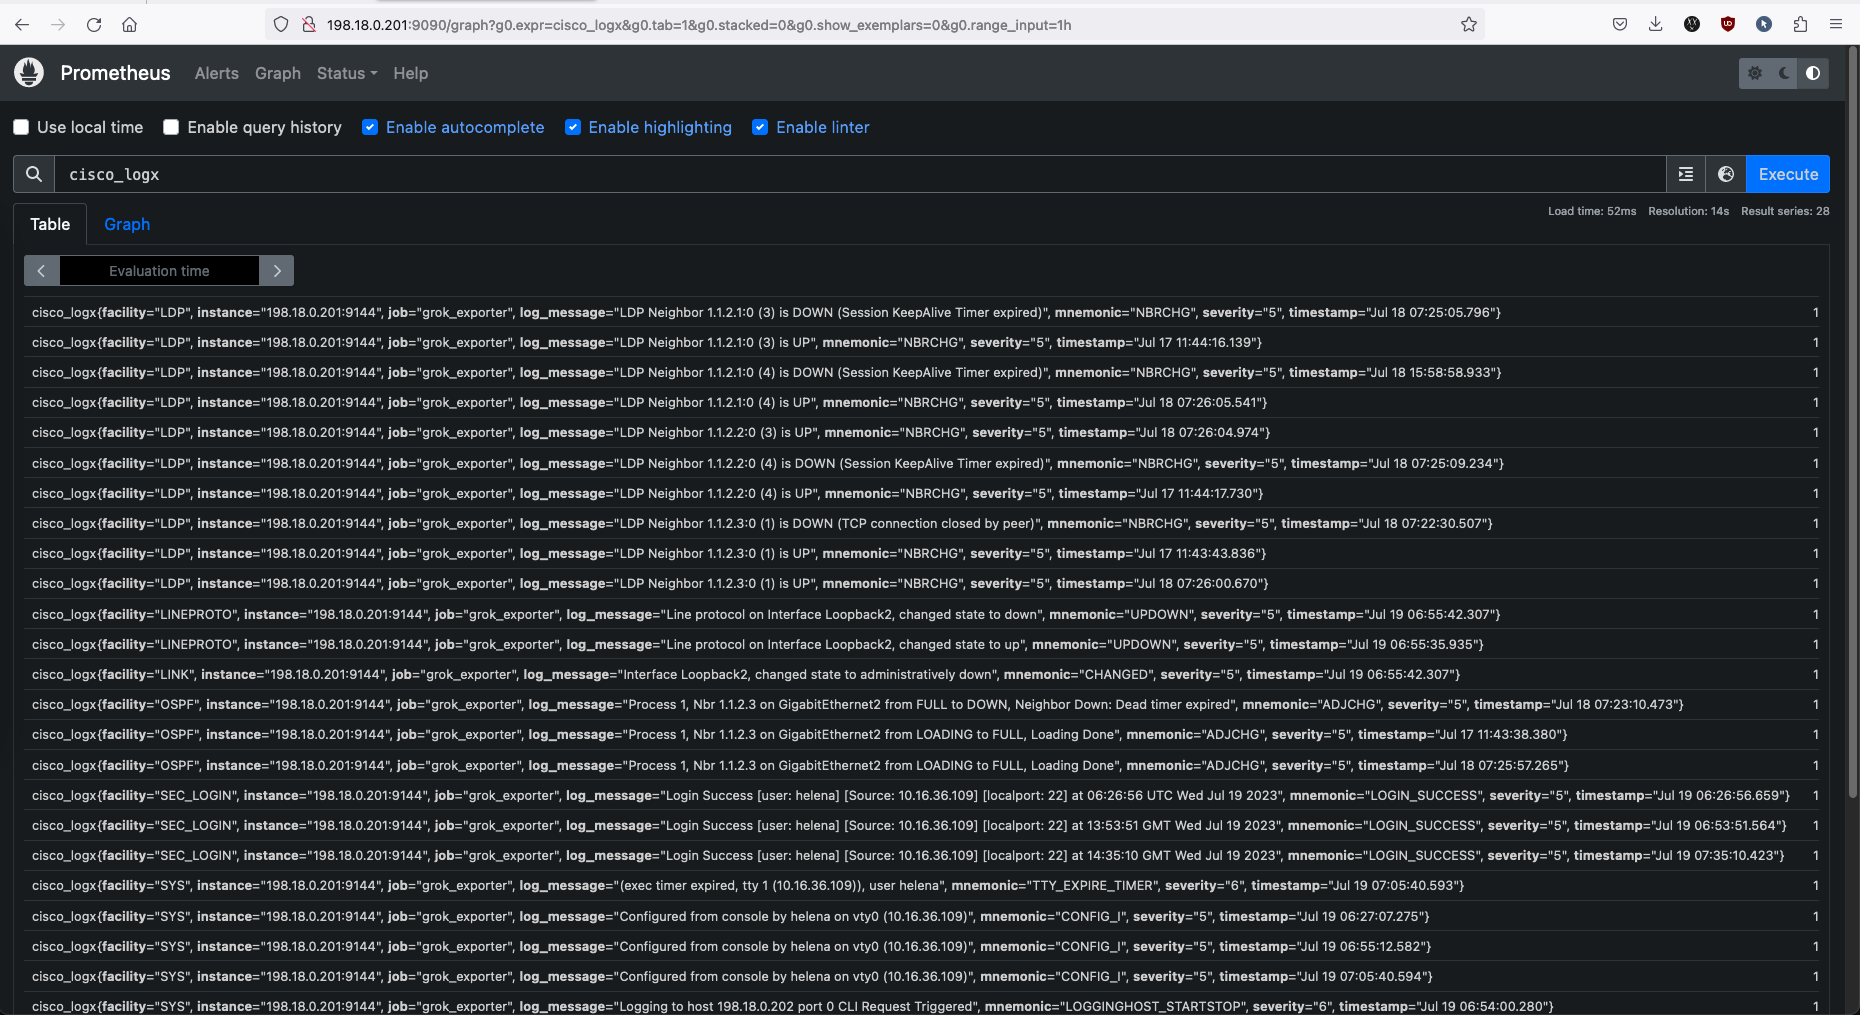 198.18.0.201:9090/graph?g0.expr=cisco_logx&g0.tab=1&g0.stacked=0&g0.show_exemplars=0&g0.range_input=1h
Prometheus Alerts Graph Status Help
Use local time Enable query history Enable autocomplete Enable highlighting Enable linter
cisco_logx Execute
Table Graph Load time: 52ms Resolution: 14s Result series: 28
Evaluation time
cisco_logx{facility="LDP", instance="198.18.0.201:9144", job="grok_exporter", log_message="LDP Neighbor 1.1.2.1:0 (3) is DOWN (Session KeepAlive Timer expired)", mnemonic="NBRCHG", severity="5", timestamp="Jul 18 07:25:05.796"} 1
cisco_logx{facility="LDP", instance="198.18.0.201:9144", job="grok_exporter", log_message="LDP Neighbor 1.1.2.1:0 (3) is UP", mnemonic="NBRCHG", severity="5", timestamp="Jul 17 11:44:16.139"} 1
cisco_logx{facility="LDP", instance="198.18.0.201:9144", job="grok_exporter", log_message="LDP Neighbor 1.1.2.1:0 (4) is DOWN (Session KeepAlive Timer expired)", mnemonic="NBRCHG", severity="5", timestamp="Jul 18 15:58:58.933"} 1
cisco_logx{facility="LDP", instance="198.18.0.201:9144", job="grok_exporter", log_message="LDP Neighbor 1.1.2.1:0 (4) is UP", mnemonic="NBRCHG", severity="5", timestamp="Jul 18 07:26:05.541"} 1
cisco_logx{facility="LDP", instance="198.18.0.201:9144", job="grok_exporter", log_message="LDP Neighbor 1.1.2.2:0 (3) is UP", mnemonic="NBRCHG", severity="5", timestamp="Jul 18 07:26:04.974"} 1
cisco_logx{facility="LDP", instance="198.18.0.201:9144", job="grok_exporter", log_message="LDP Neighbor 1.1.2.2:0 (4) is DOWN (Session KeepAlive Timer expired)", mnemonic="NBRCHG", severity="5", timestamp="Jul 18 07:25:09.234"} 1
cisco_logx{facility="LDP", instance="198.18.0.201:9144", job="grok_exporter", log_message="LDP Neighbor 1.1.2.2:0 (4) is UP", mnemonic="NBRCHG", severity="5", timestamp="Jul 17 11:44:17.730"} 1
cisco_logx{facility="LDP", instance="198.18.0.201:9144", job="grok_exporter", log_message="LDP Neighbor 1.1.2.3:0 (1) is DOWN (TCP connection closed by peer)", mnemonic="NBRCHG", severity="5", timestamp="Jul 18 07:22:30.507"} 1
cisco_logx{facility="LDP", instance="198.18.0.201:9144", job="grok_exporter", log_message="LDP Neighbor 1.1.2.3:0 (1) is UP", mnemonic="NBRCHG", severity="5", timestamp="Jul 17 11:43:43.836"} 1
cisco_logx{facility="LDP", instance="198.18.0.201:9144", job="grok_exporter", log_message="LDP Neighbor 1.1.2.3:0 (1) is UP", mnemonic="NBRCHG", severity="5", timestamp="Jul 18 07:26:00.670"} 1
cisco_logx{facility="LINEPROTO", instance="198.18.0.201:9144", job="grok_exporter", log_message="Line protocol on Interface Loopback2, changed state to down", mnemonic="UPDOWN", severity="5", timestamp="Jul 19 06:55:42.307"} 1
cisco_logx{facility="LINEPROTO", instance="198.18.0.201:9144", job="grok_exporter", log_message="Line protocol on Interface Loopback2, changed state to up", mnemonic="UPDOWN", severity="5", timestamp="Jul 19 06:55:35.935"} 1
cisco_logx{facility="LINK", instance="198.18.0.201:9144", job="grok_exporter", log_message="Interface Loopback2, changed state to administratively down", mnemonic="CHANGED", severity="5", timestamp="Jul 19 06:55:42.307"} 1
cisco_logx{facility="OSPF", instance="198.18.0.201:9144", job="grok_exporter", log_message="Process 1, Nbr 1.1.2.3 on GigabitEthernet2 from FULL to DOWN, Neighbor Down: Dead timer expired", mnemonic="ADJCHG", severity="5", timestamp="Jul 18 07:23:10.473"} 1
cisco_logx{facility="OSPF", instance="198.18.0.201:9144", job="grok_exporter", log_message="Process 1, Nbr 1.1.2.3 on GigabitEthernet2 from LOADING to FULL, Loading Done", mnemonic="ADJCHG", severity="5", timestamp="Jul 17 11:43:38.380"} 1
cisco_logx{facility="OSPF", instance="198.18.0.201:9144", job="grok_exporter", log_message="Process 1, Nbr 1.1.2.3 on GigabitEthernet2 from LOADING to FULL, Loading Done", mnemonic="ADJCHG", severity="5", timestamp="Jul 18 07:25:57.265"} 1
cisco_logx{facility="SEC_LOGIN", instance="198.18.0.201:9144", job="grok_exporter", log_message="Login Success [user: helena] [Source: 10.16.36.109] [localport: 22] at 06:26:56 UTC Wed Jul 19 2023", mnemonic="LOGIN_SUCCESS", severity="5", timestamp="Jul 19 06:26:56.659"} 1
cisco_logx{facility="SEC_LOGIN", instance="198.18.0.201:9144", job="grok_exporter", log_message="Login Success [user: helena] [Source: 10.16.36.109] [localport: 22] at 13:53:51 GMT Wed Jul 19 2023", mnemonic="LOGIN_SUCCESS", severity="5", timestamp="Jul 19 06:53:51.564"} 1
cisco_logx{facility="SEC_LOGIN", instance="198.18.0.201:9144", job="grok_exporter", log_message="Login Success [user: helena] [Source: 10.16.36.109] [localport: 22] at 14:35:10 GMT Wed Jul 19 2023", mnemonic="LOGIN_SUCCESS", severity="5", timestamp="Jul 19 07:35:10.423"} 1
cisco_logx{facility="SYS", instance="198.18.0.201:9144", job="grok_exporter", log_message="(exec timer expired, tty 1 (10.16.36.109)), user helena", mnemonic="TTY_EXPIRE_TIMER", severity="6", timestamp="Jul 19 07:05:40.593"} 1
cisco_logx{facility="SYS", instance="198.18.0.201:9144", job="grok_exporter", log_message="Configured from console by helena on vty0 (10.16.36.109)", mnemonic="CONFIG_I", severity="5", timestamp="Jul 19 06:27:07.275"} 1
cisco_logx{facility="SYS", instance="198.18.0.201:9144", job="grok_exporter", log_message="Configured from console by helena on vty0 (10.16.36.109)", mnemonic="CONFIG_I", severity="5", timestamp="Jul 19 06:55:12.582"} 1
cisco_logx{facility="SYS", instance="198.18.0.201:9144", job="grok_exporter", log_message="Configured from console by helena on vty0 (10.16.36.109)", mnemonic="CONFIG_I", severity="5", timestamp="Jul 19 07:05:40.594"} 1
cisco_logx{facility="SYS", instance="198.18.0.201:9144", job="grok_exporter", log_message="Logging to host 198.18.0.202 port 0 CLI Request Triggered", mnemonic="LOGGINGHOST_STARTSTOP", severity="6", timestamp="Jul 19 06:54:00.280"} 1